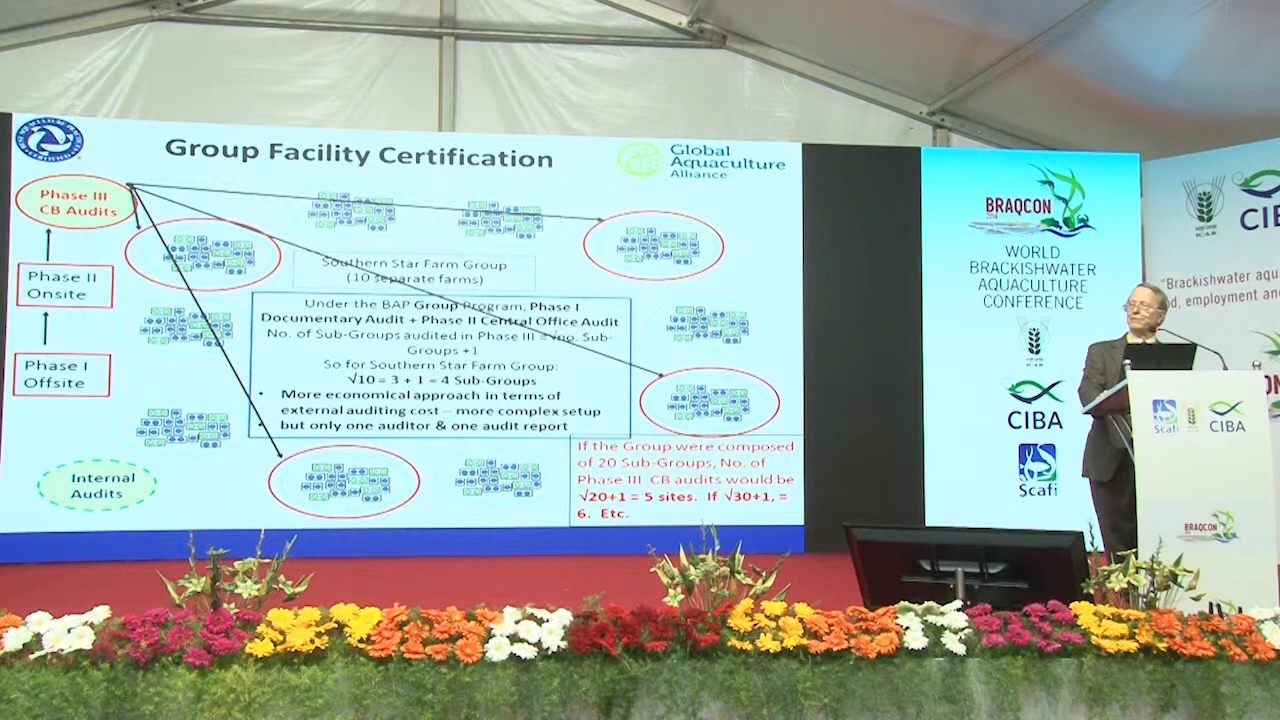 Group Facility Certification
Global
Aquaculture
Alliance
Phase III
CB Audits
Phase II
Onsite
Phase I
Offsite
Internal
Audits
Southern Star Farm Group
(10 separate farms)
Under the BAP Group Program, Phase I
Documentary Audit + Phase II Central Office Audit
No. of Sub-Groups audited in Phase III = √no. Sub-
Groups +1
So for Southern Star Farm Group:
√10 = 3 + 1 = 4 Sub-Groups
• More economical approach in terms of
external auditing cost – more complex setup
• but only one auditor & one audit report
If the Group were composed
of 20 Sub-Groups, No. of
Phase III CB audits would be
√20+1 = 5 sites. If √30+1, =
6. Etc.
BRAQCON
WORLD
BRACKISHWATER
AQUACULTURE
CONFERENCE
ICAR
CIBA
Scafi
ICAR
"Brackishwater aqu
d, employment and
Scafi
CIBA
BRAQCON